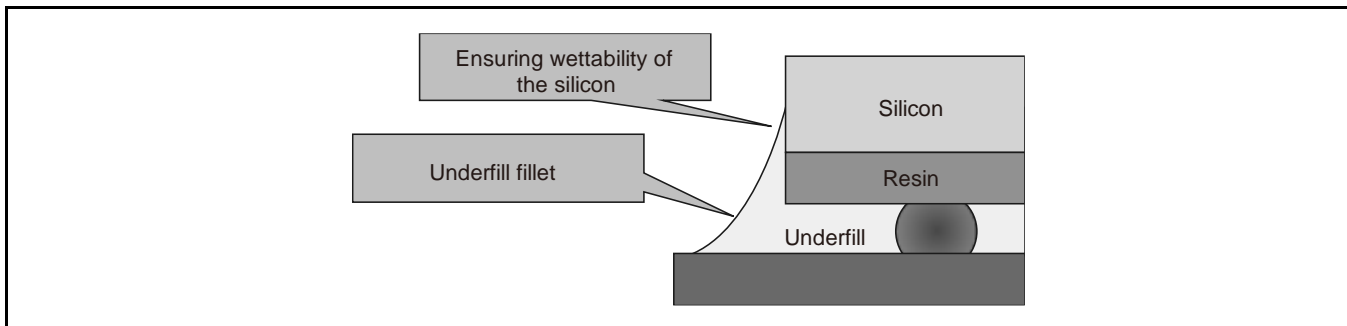 Ensuring wettability of
the silicon
Silicon
Underfill fillet
Resin
Underfill